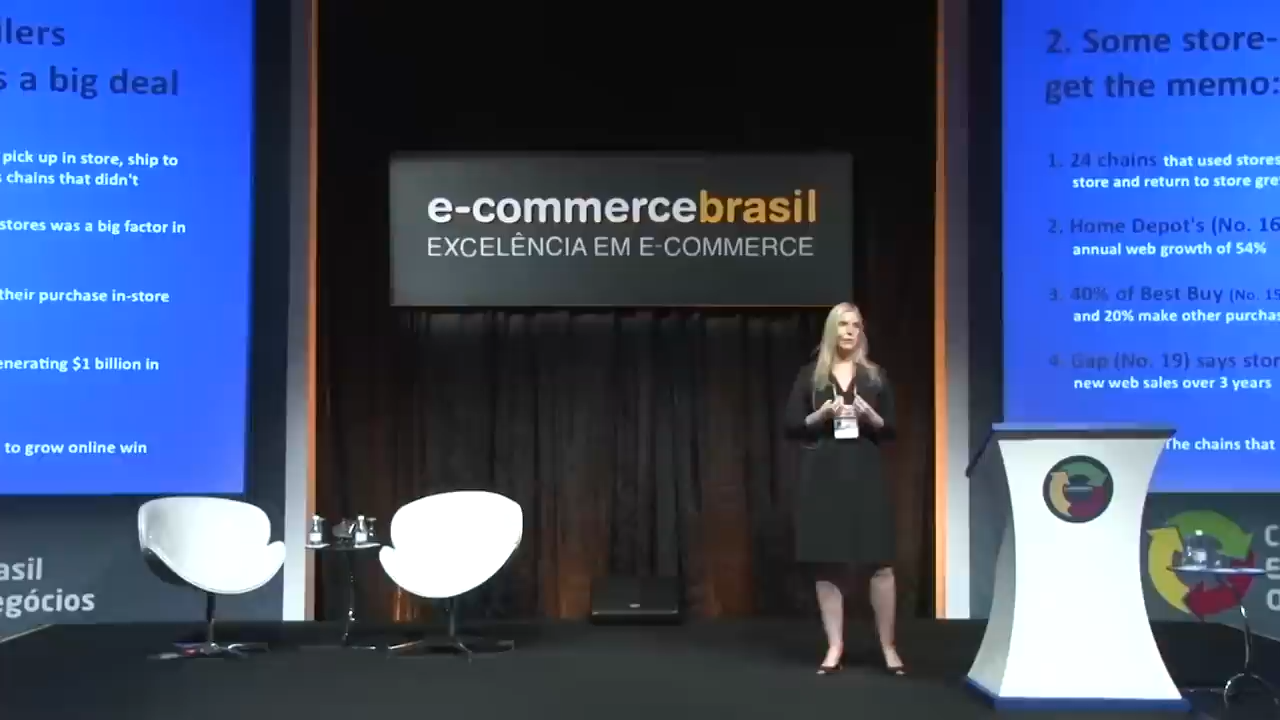 ilers
s a big deal
pick up in store, ship to
s chains that didn't
stores was a big factor in
their purchase in-store
enerating $1 billion in
to grow online win
asil
egócios
e-commercebrasil
EXCELÊNCIA EM E-COMMERCE
2. Some store-
get the memo:
1. 24 chains that used stores
store and return to store gre
2. Home Depot's (No. 16
annual web growth of 54%
3. 40% of Best Buy (No. 15
and 20% make other purchas
4. Gap (No. 19) says stor
new web sales over 3 years
The chains that